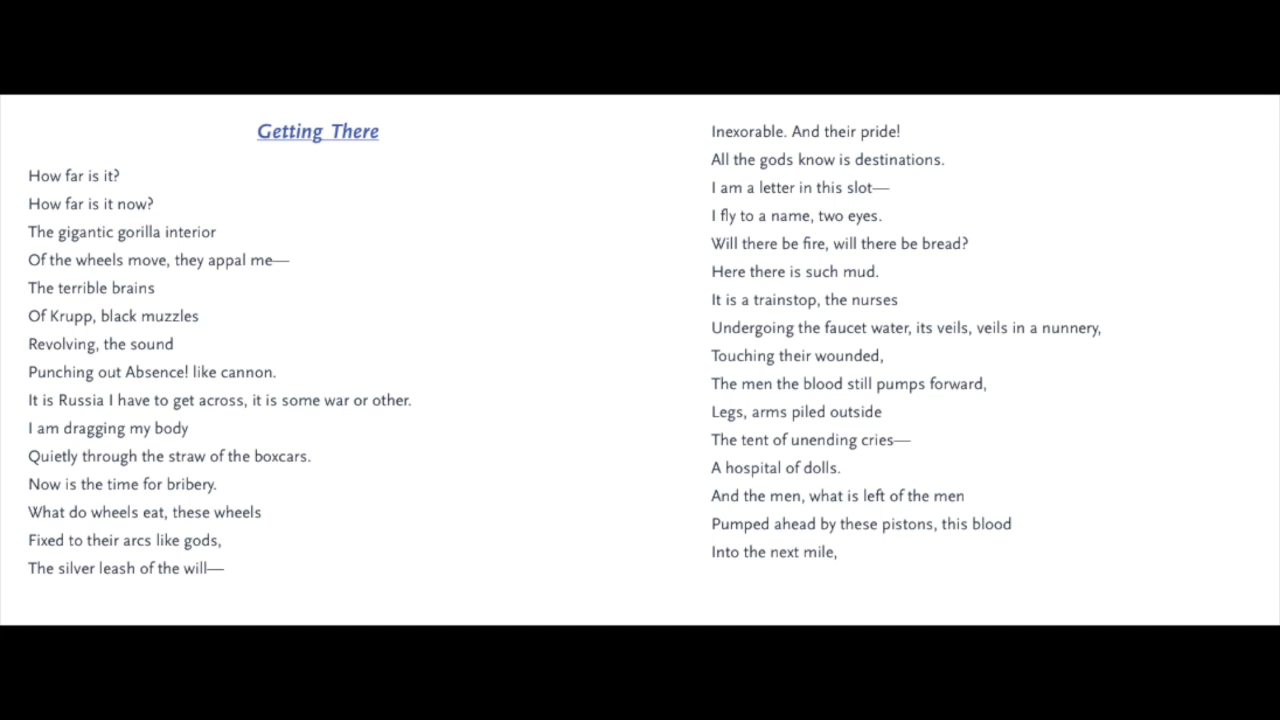 Getting There
How far is it?
How far is it now?
The gigantic gorilla interior
Of the wheels move, they appal me—
The terrible brains
Of Krupp, black muzzles
Revolving, the sound
Punching out Absence! like cannon.
It is Russia I have to get across, it is some war or other.
I am dragging my body
Quietly through the straw of the boxcars.
Now is the time for bribery.
What do wheels eat, these wheels
Fixed to their arcs like gods,
The silver leash of the will—
Inexorable. And their pride!
All the gods know is destinations.
I am a letter in this slot—
I fly to a name, two eyes.
Will there be fire, will there be bread?
Here there is such mud.
It is a trainstop, the nurses
Undergoing the faucet water, its veils, veils in a nunnery,
Touching their wounded,
The men the blood still pumps forward,
Legs, arms piled outside
The tent of unending cries—
A hospital of dolls.
And the men, what is left of the men
Pumped ahead by these pistons, this blood
Into the next mile,